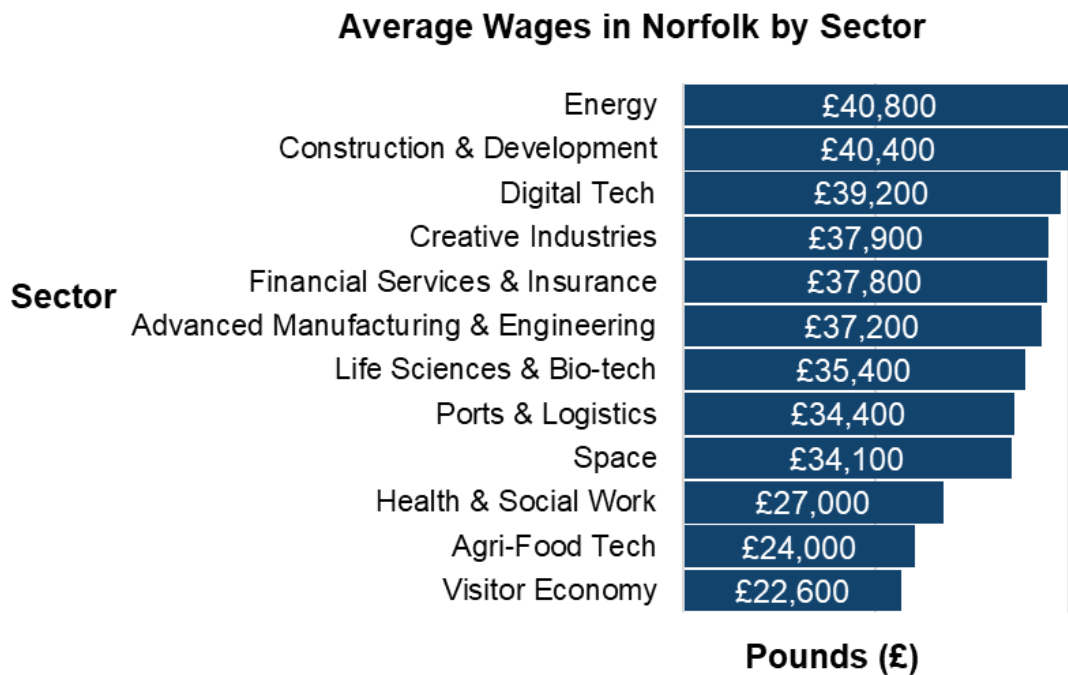 Average Wages in Norfolk by Sector
Energy £40,800
Construction & Development £40,400
Digital Tech £39,200
Creative Industries £37,900
Financial Services & Insurance £37,800
Sector
Advanced Manufacturing & Engineering £37,200
Life Sciences & Bio-tech £35,400
Ports & Logistics £34,400
Space £34,100
Health & Social Work £27,000
Agri-Food Tech £24,000
Visitor Economy £22,600
Pounds (£)